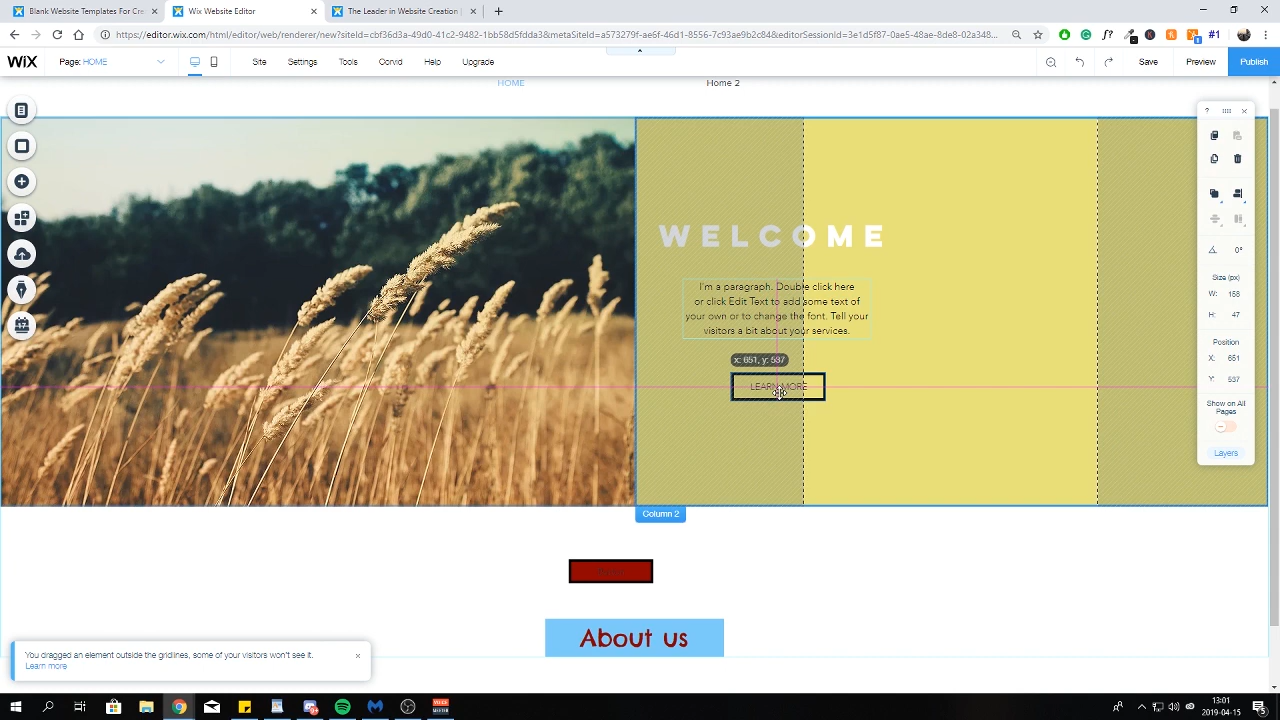 Blank Website Templates For Cre
Wix Website Editor
The Leader in Website Creation |
https://editor.wix.com/html/editor/web/renderer/new?siteId=cbf36d3a-49d0-41c2-9482-1bb58d5fdda3&metaSiteId=a573279f-ae6f-46d1-8556-7c93ae9b2c84&editorSessionId=3e1d5f87-0ae5-48ae-8de8-02a348...
#1
WiX
Page: HOME
Site
Settings
Tools
Corvid
Help
Upgrade
Save
Preview
Publish
HOME
Home 2
WELCOME
I'm a paragraph. Double click here
or click Edit Text to add some text of
your own or to change the font. Tell your
visitors a bit about your services.
x: 651, y: 537
LEARN MORE
Column 2
About us
?
0°
Size (px)
W: 158
H: 47
Position
X: 651
Y: 537
Show on All
Pages
Layers
You dragged an element outside the gridlines, some of your visitors won't see it.
Learn more
17
13:01
2019-04-15